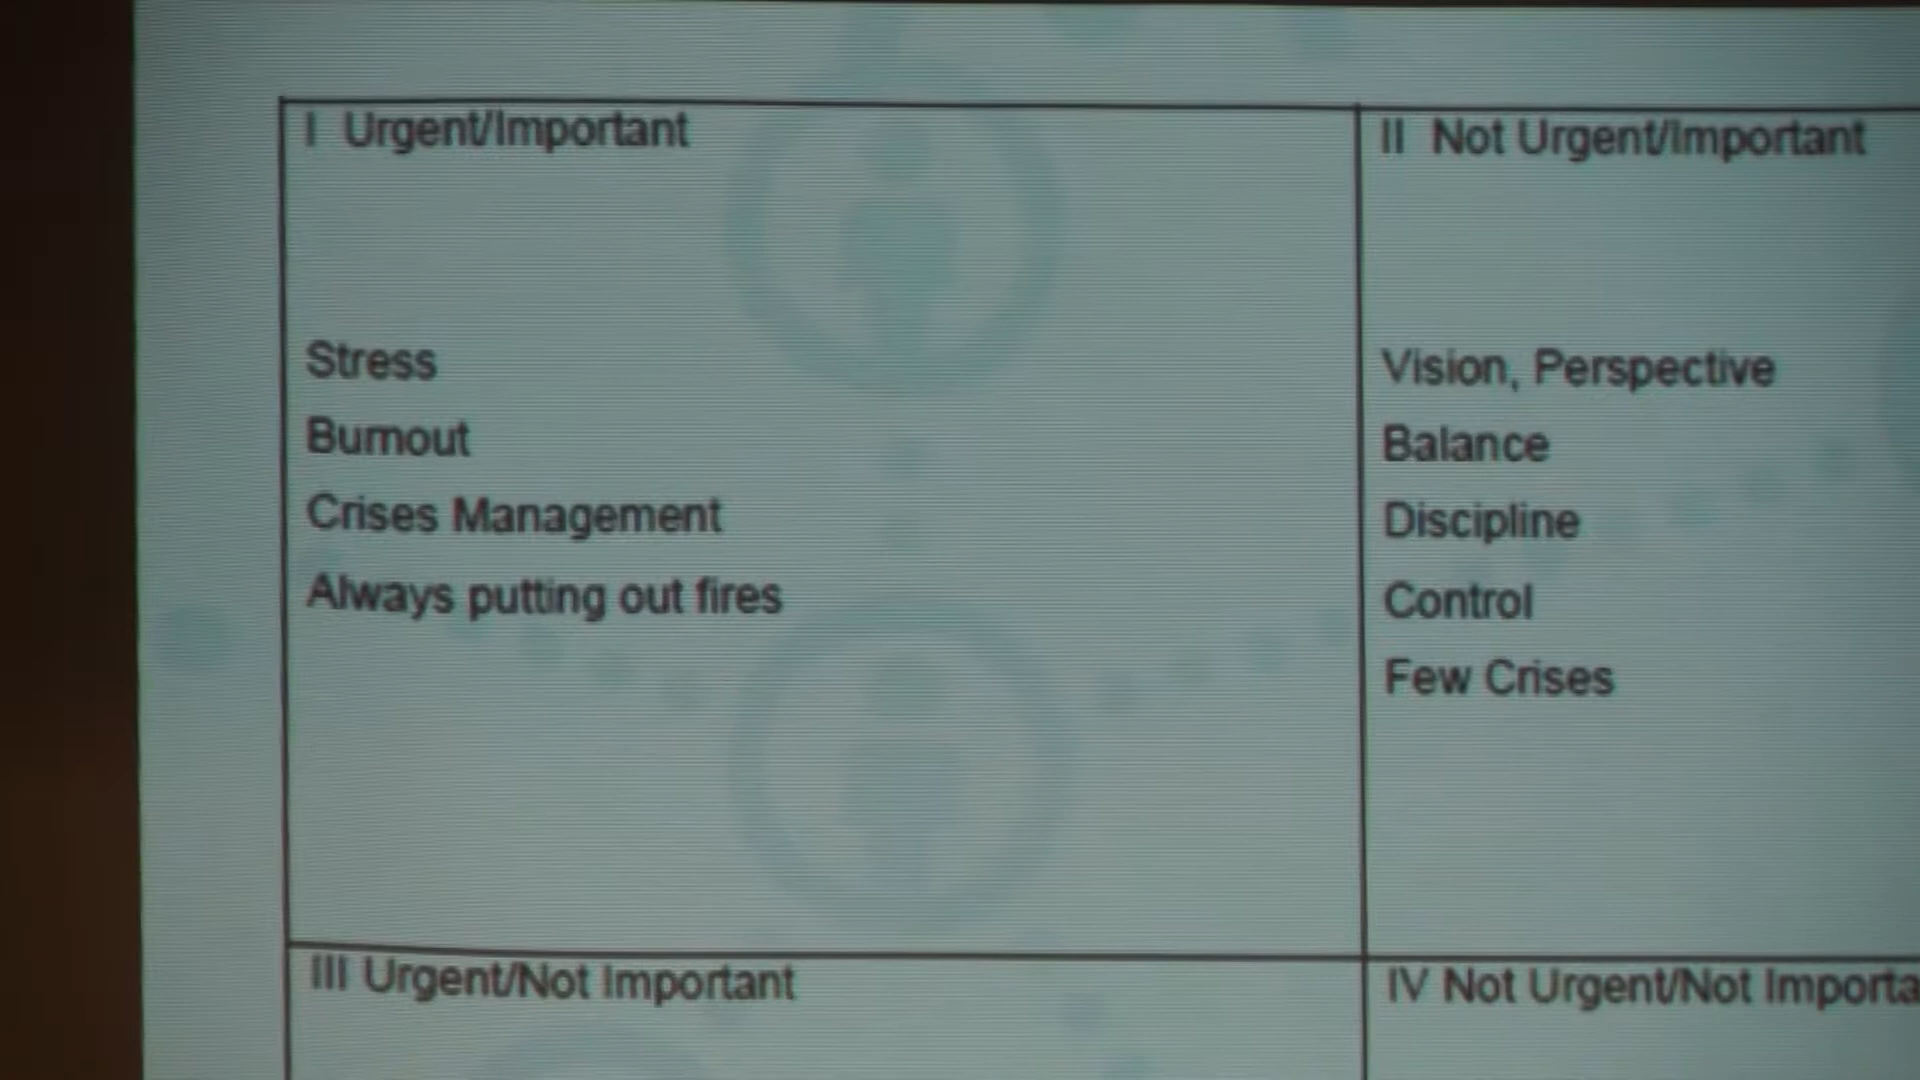 I Urgent/Important
Stress
Burnout
Crises Management
Always putting out fires
II Not Urgent/Important
Vision, Perspective
Balance
Discipline
Control
Few Crises
III Urgent/Not Important
IV Not Urgent/Not Importa